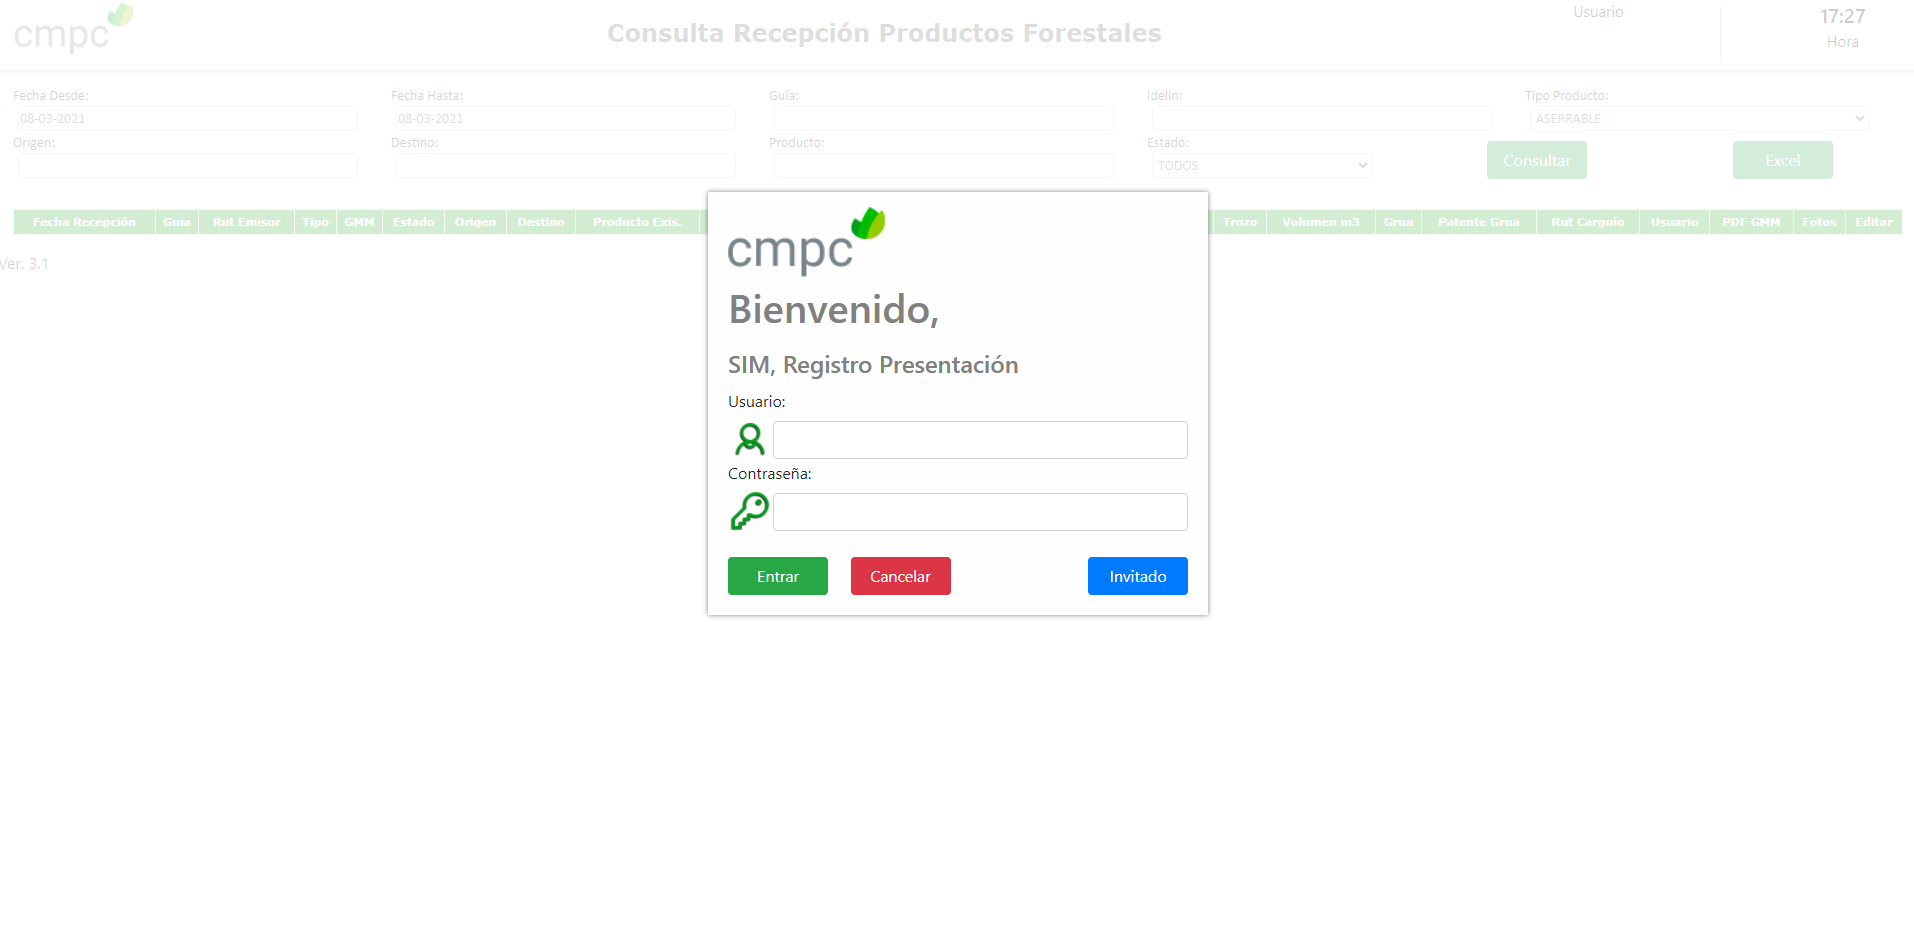 cmpc
Consulta Recepción Productos Forestales
Usuario
17:27
Hora
Fecha Desde:
Fecha Hasta:
Guía:
Idelin:
Tipo Producto:
08-03-2021
08-03-2021
ASERRABLE
Origen:
Destino:
Producto:
Estado:
TODOS
Consultar
Excel
Fecha Recepción Guia Rut Emisor Tipo GMM Estado Origen Destino Producto Exis. Trozo Volumen m3 Grua Patente Grua Rut Carguío Usuario PDF GMM Fotos Editar
Ver. 3.1
cmpc
Bienvenido,
SIM, Registro Presentación
Usuario:
Contraseña:
Entrar
Cancelar
Invitado